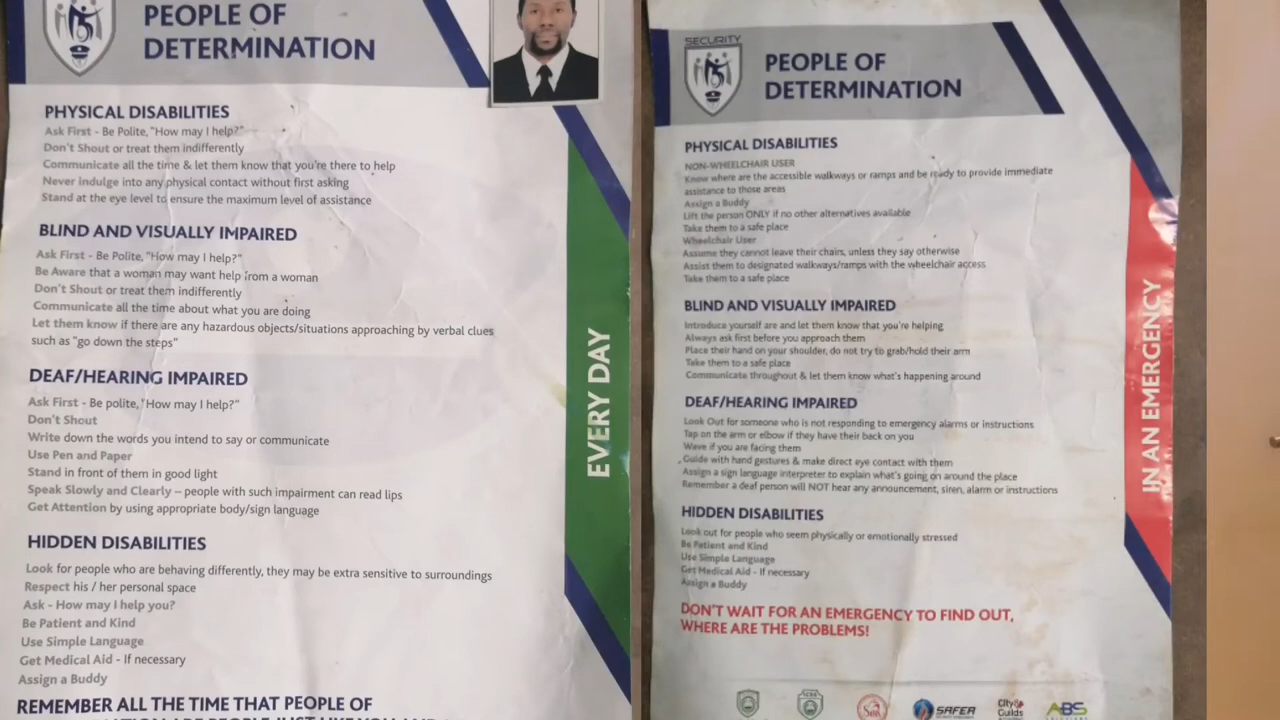 PEOPLE OF
DETERMINATION
PHYSICAL DISABILITIES
Ask First - Be Polite, "How may I help?"
Don't Shout or treat them indifferently
Communicate all the time & let them know that you're there to help
Never indulge into any physical contact without first asking
Stand at the eye level to ensure the maximum level of assistance
BLIND AND VISUALLY IMPAIRED
Ask First - Be Polite, "How may I help?"
Be Aware that a woman may want help from a woman
Don't Shout or treat them indifferently
Communicate all the time about what you are doing
Let them know if there are any hazardous objects/situations approaching by verbal clues
such as "go down the steps"
DEAF/HEARING IMPAIRED
Ask First - Be polite, "How may I help?"
Don't Shout
Write down the words you intend to say or communicate
Use Pen and Paper
Stand in front of them in good light
Speak Slowly and Clearly – people with such impairment can read lips
Get Attention by using appropriate body/sign language
HIDDEN DISABILITIES
Look for people who are behaving differently, they may be extra sensitive to surroundings
Respect his / her personal space
Ask - How may I help you?
Be Patient and Kind
Use Simple Language
Get Medical Aid - If necessary
Assign a Buddy
REMEMBER ALL THE TIME THAT PEOPLE OF
EVERY DAY
SECURITY
PEOPLE OF
DETERMINATION
PHYSICAL DISABILITIES
NON-WHEELCHAIR USER
Know where are the accessible walkways or ramps and be ready to provide immediate
assistance to those areas
Assign a Buddy
Lift the person ONLY if no other alternatives available
Take them to a safe place
Wheelchair User
Assume they cannot leave their chairs, unless they say otherwise
Assist them to designated walkways/ramps with the wheelchair access
Take them to a safe place
BLIND AND VISUALLY IMPAIRED
Introduce yourself are and let them know that you're helping
Always ask first before you approach them
Place their hand on your shoulder, do not try to grab/hold their arm
Take them to a safe place
Communicate throughout & let them know what's happening around
DEAF/HEARING IMPAIRED
Look Out for someone who is not responding to emergency alarms or instructions
Tap on the arm or elbow if they have their back on you
Wave if you are facing them
Guide with hand gestures & make direct eye contact with them
Assign a sign language interpreter to explain what's going on around the place
Remember a deaf person will NOT hear any announcement, siren, alarm or instructions
HIDDEN DISABILITIES
Look out for people who seem physically or emotionally stressed
Be Patient and Kind
Use Simple Language
Get Medical Aid - If necessary
Assign a Buddy
DON'T WAIT FOR AN EMERGENCY TO FIND OUT,
WHERE ARE THE PROBLEMS!
IN AN EMERGENCY
SAFER
City&
Guilds
ABS